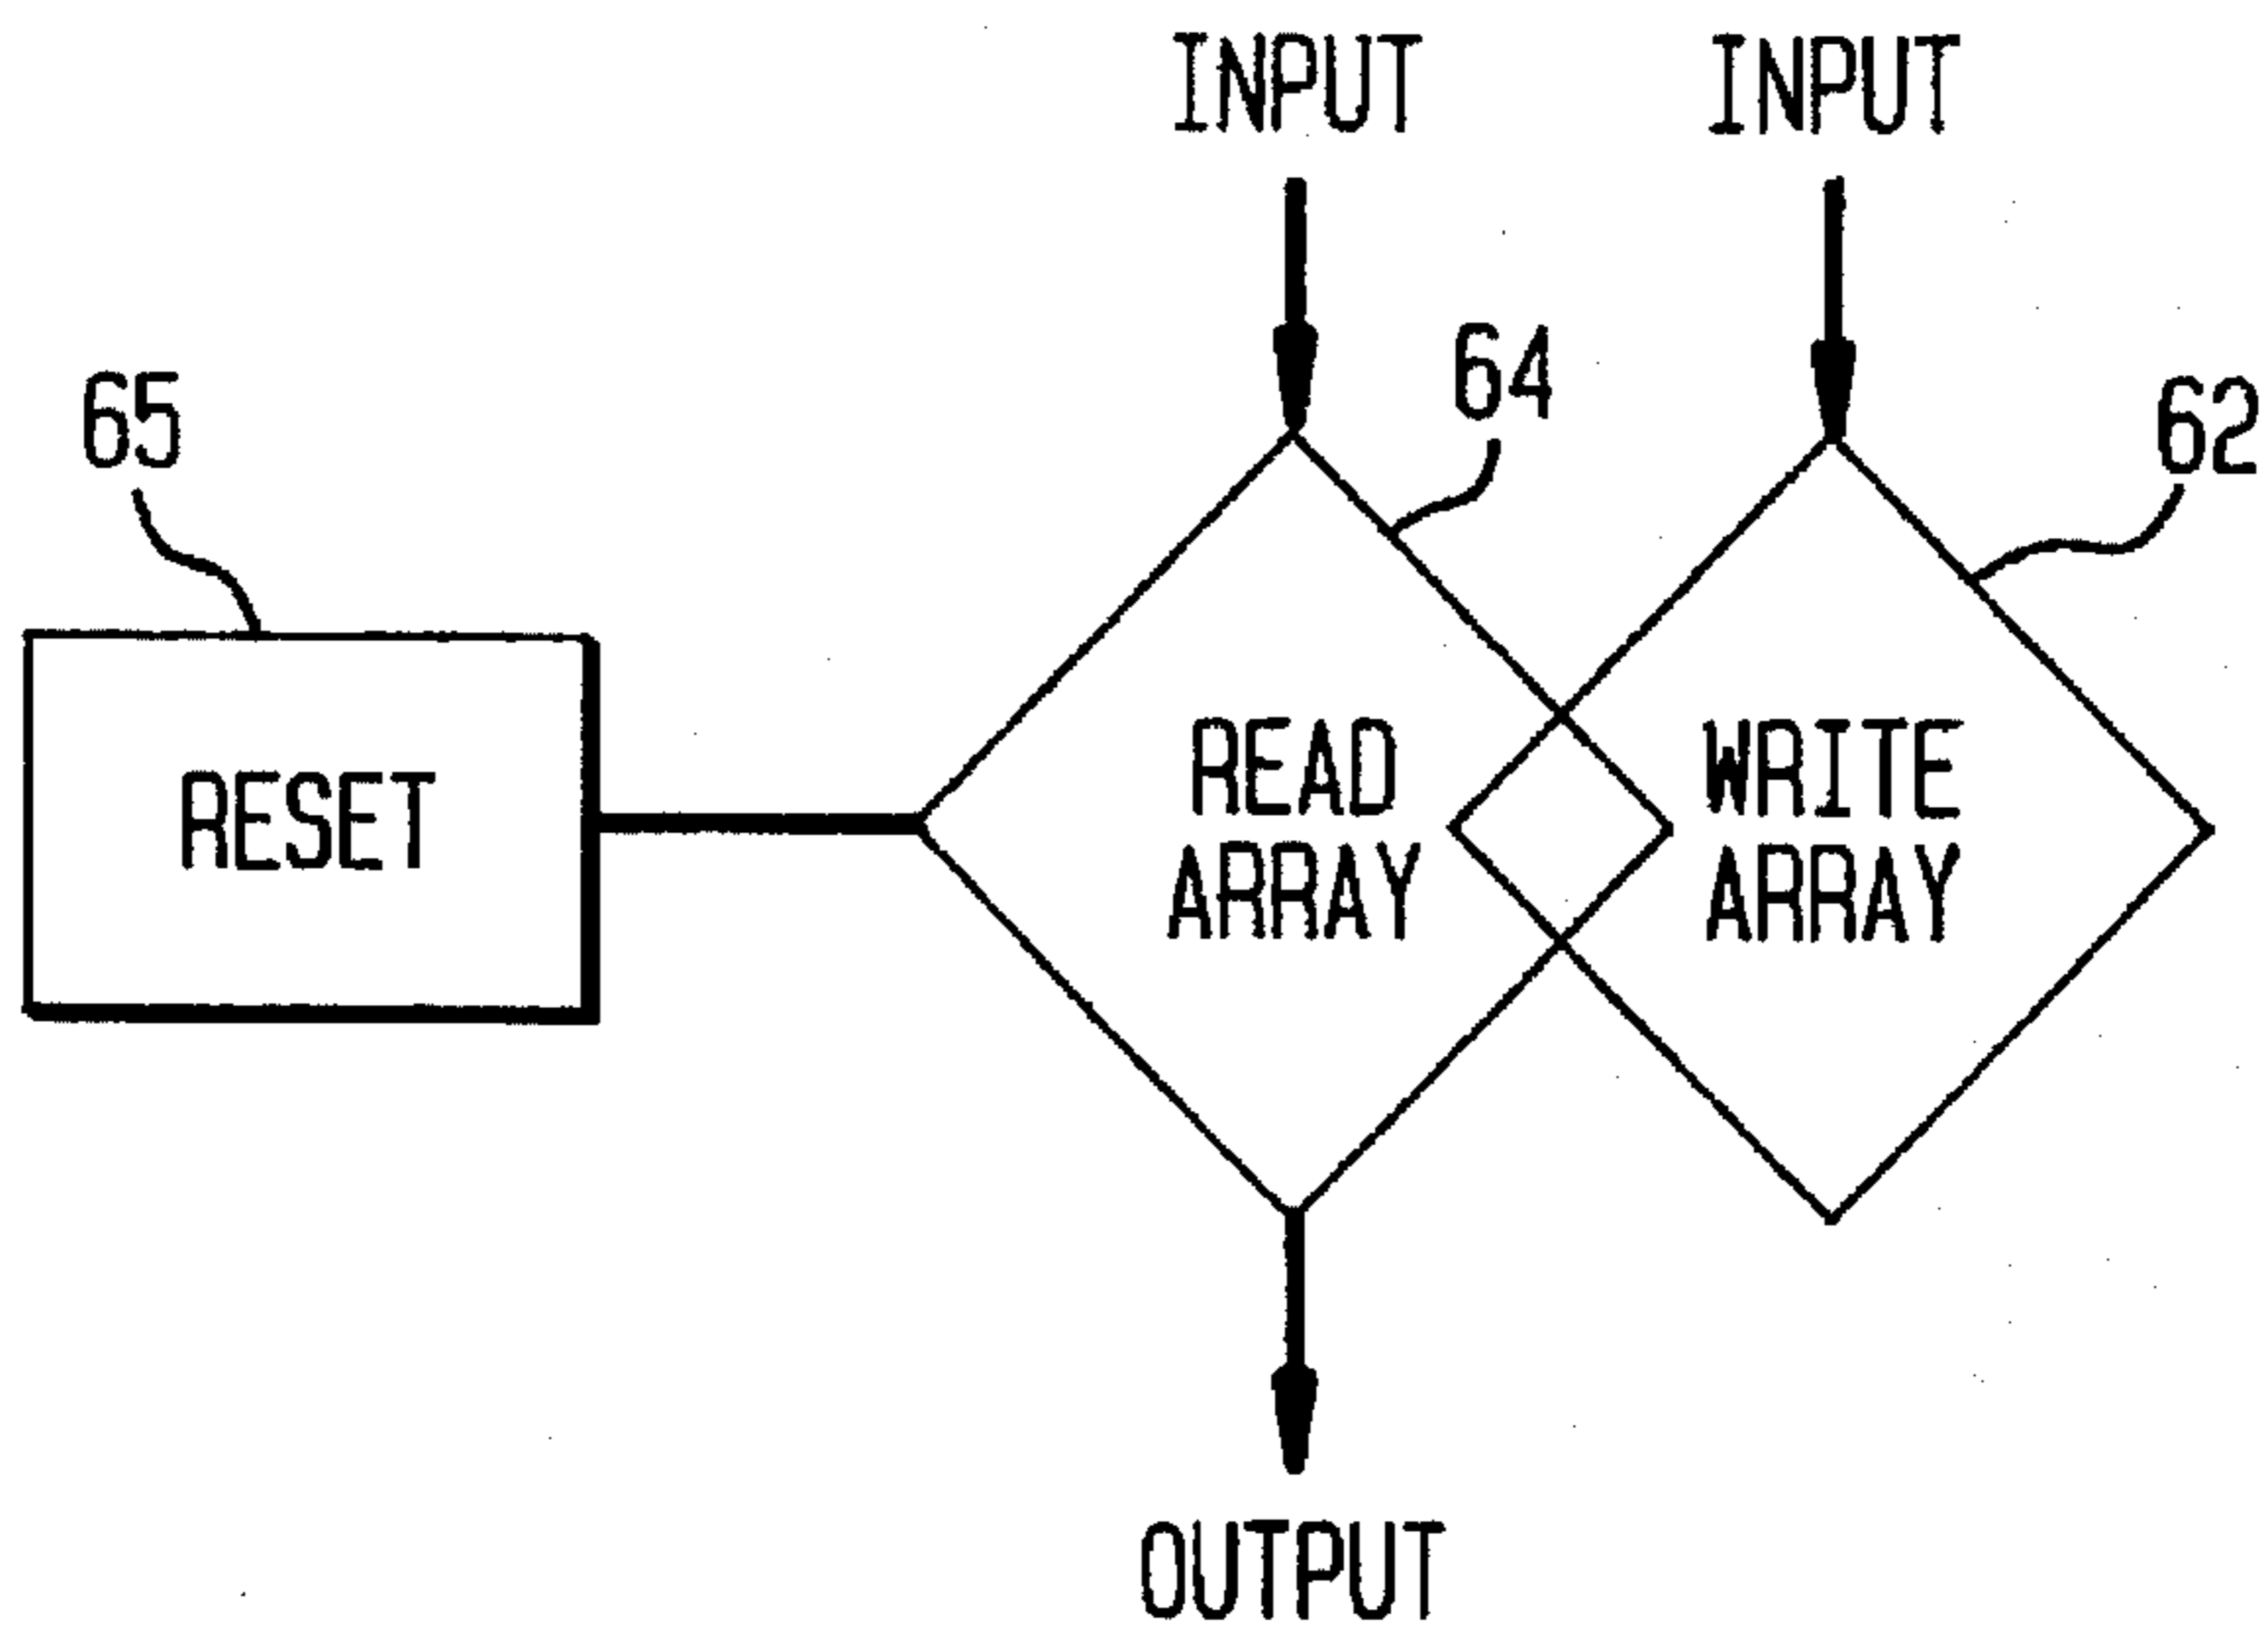 INPUT INPUT
64
65
62
READ
ARRAY
WRITE
ARRAY
RESET
OUTPUT